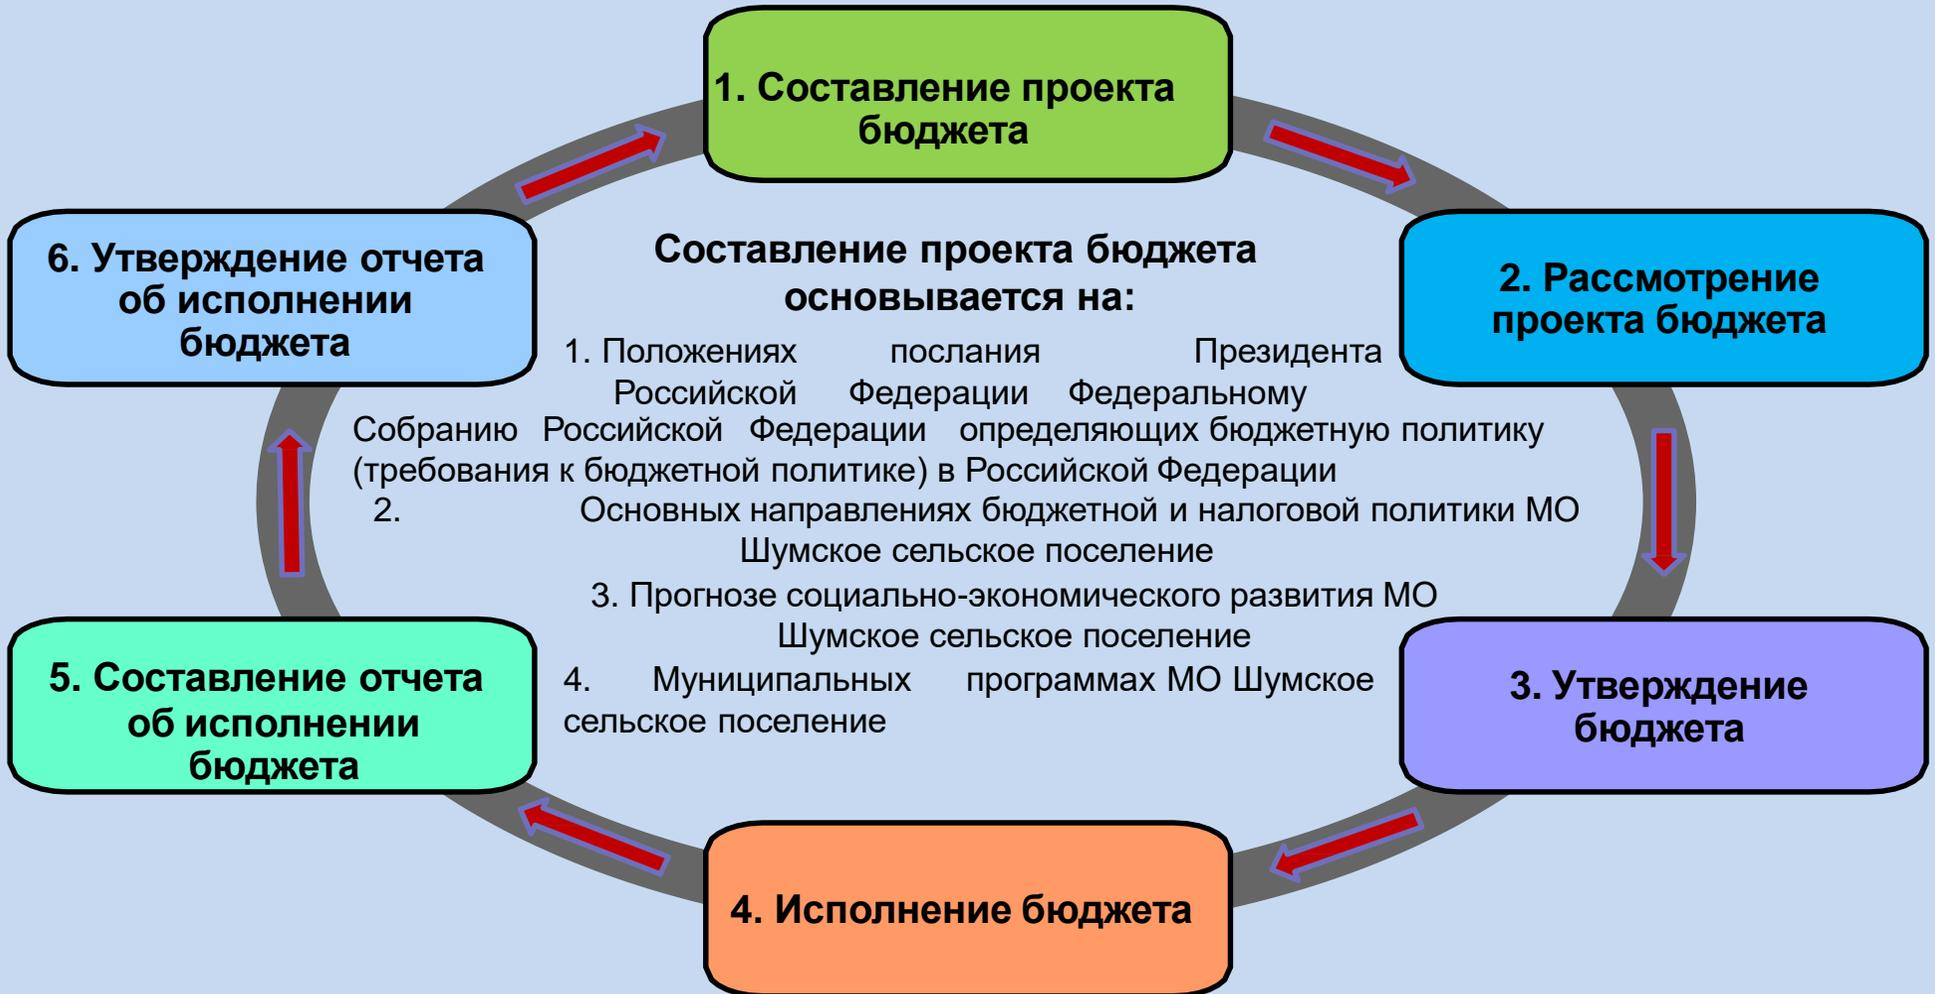 1. Составление проекта
бюджета
2. Рассмотрение
проекта бюджета
3. Утверждение
бюджета
4. Исполнение бюджета
5. Составление отчета
об исполнении
бюджета
6. Утверждение отчета
об исполнении
бюджета
Составление проекта бюджета
основывается на:
1. Положениях послания Президента
Российской Федерации Федеральному
Собранию Российской Федерации определяющих бюджетную политику
(требования к бюджетной политике) в Российской Федерации
2. Основных направлениях бюджетной и налоговой политики МО
Шумское сельское поселение
3. Прогнозе социально-экономического развития МО
Шумское сельское поселение
4. Муниципальных программах МО Шумское
сельское поселение